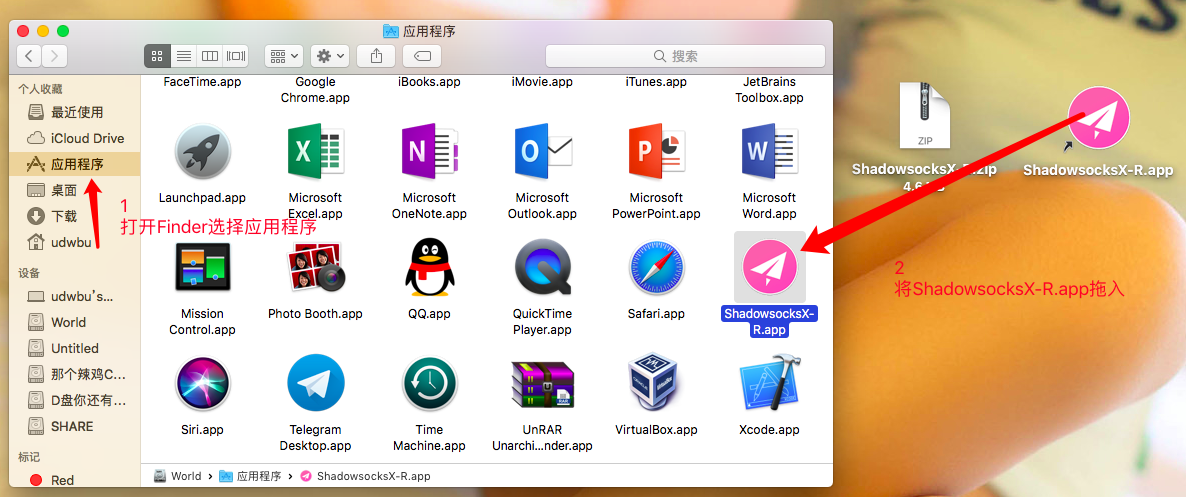 应用程序
搜索
个人收藏
最近使用
iCloud Drive
应用程序
桌面
下载
udwbu
设备
udwbu's...
World
Untitled
那个辣鸡C...
D盘你还有...
SHARE
标记
Red
FaceTime.app
Google
Chrome.app
iBooks.app
iMovie.app
iTunes.app
JetBrains
Toolbox.app
Launchpad.app
Microsoft
Excel.app
Microsoft
OneNote.app
Microsoft
Outlook.app
Microsoft
PowerPoint.app
Microsoft
Word.app
1
打开Finder选择应用程序
Mission
Control.app
Photo Booth.app
QQ.app
QuickTime
Player.app
Safari.app
ShadowsocksX-
R.app
Siri.app
Telegram
Desktop.app
Time
Machine.app
RAR
UnRAR
Unarchi...nder.app
VirtualBox.app
Xcode.app
World
应用程序
ShadowsocksX-R.app
ZIP
ShadowsocksX-R.app
2
将ShadowsocksX-R.app拖入